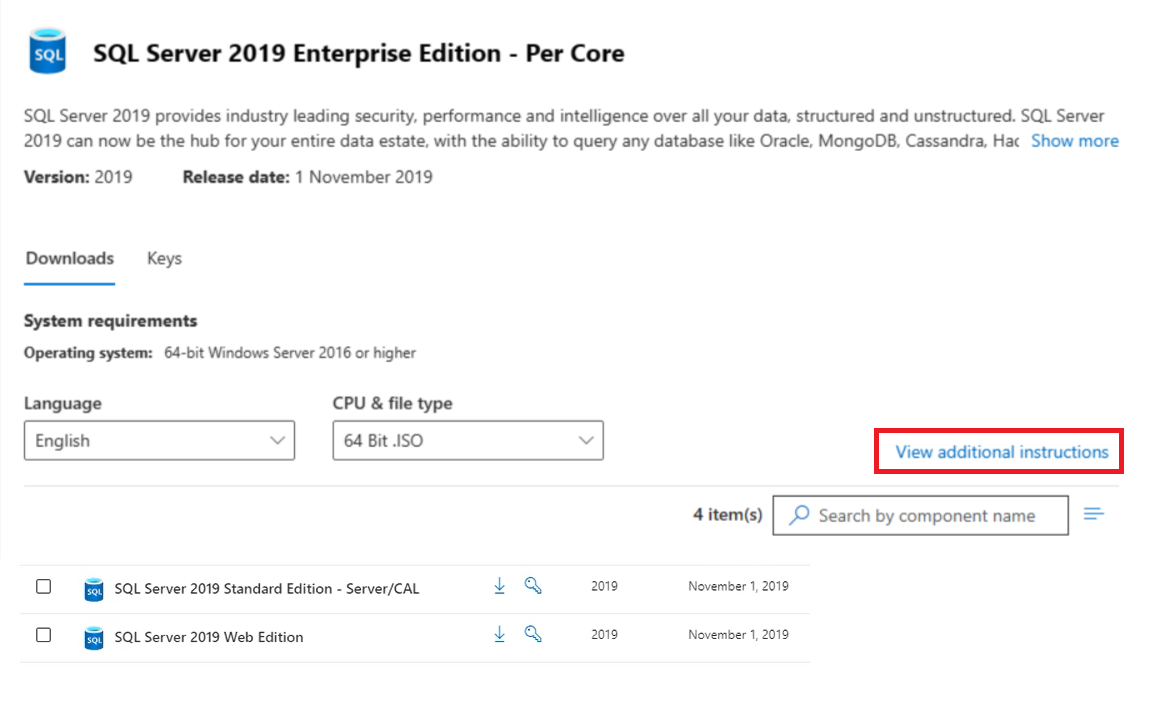 SQL
SQL Server 2019 Enterprise Edition - Per Core
SQL Server 2019 provides industry leading security, performance and intelligence over all your data, structured and unstructured. SQL Server
2019 can now be the hub for your entire data estate, with the ability to query any database like Oracle, MongoDB, Cassandra, Hac Show more
Version: 2019 Release date: 1 November 2019
Downloads Keys
System requirements
Operating system: 64-bit Windows Server 2016 or higher
Language CPU & file type
English 64 Bit .ISO
View additional instructions
4 item(s) Search by component name
SQL SQL Server 2019 Standard Edition - Server/CAL 2019 November 1, 2019
SQL SQL Server 2019 Web Edition 2019 November 1, 2019